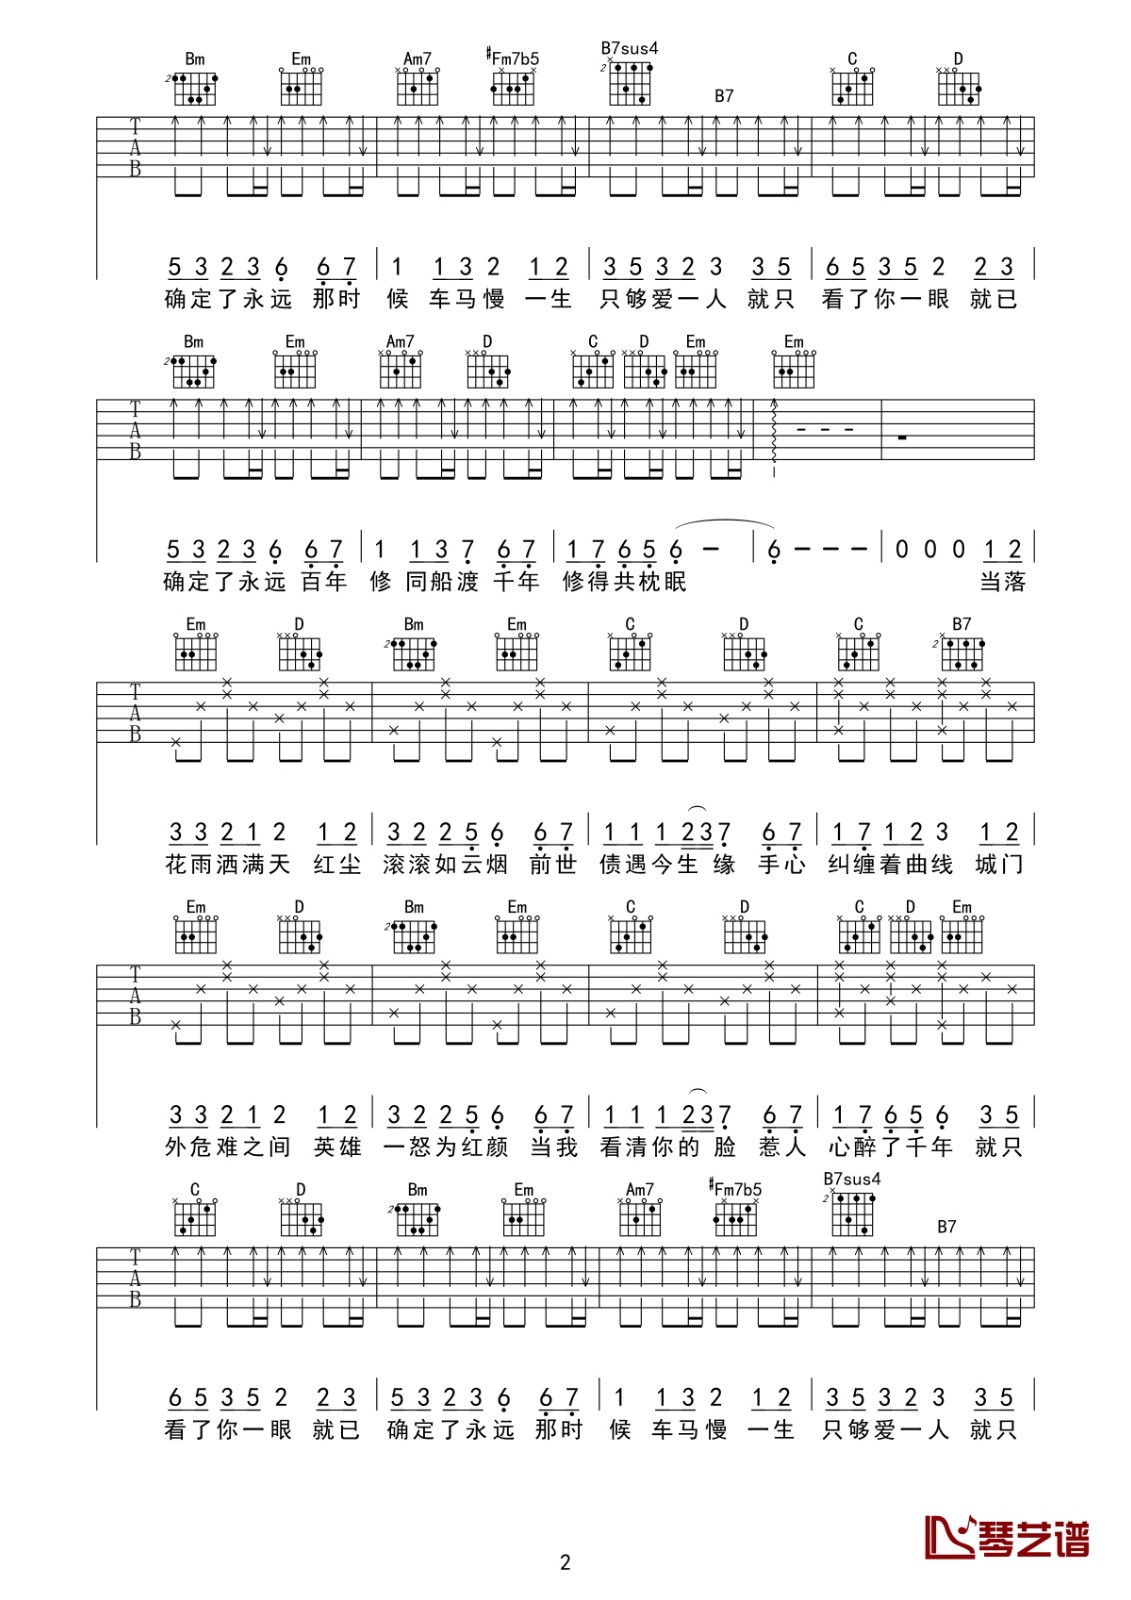 Bm Em Am7 #Fm7b5 B7sus4 B7 C D
2 2
T A B
5 3 2 3 6 6 7 1 1 3 2 1 2 3 5 3 2 3 3 5 6 5 3 5 2 2 3
确定了永远 那时 候 车马慢 一生 只够爱一人 就只 看了你一眼 就已
Bm Em Am7 D C D Em Em
2
T A B
5 3 2 3 6 6 7 1 1 3 7 6 7 1 7 6 5 6 – 6 – – – 0 0 0 1 2
确定了永远 百年 修 同船渡 千年 修得共枕眠 当落
Em D Bm Em C D C B7
2 2
T A B
3 3 2 1 2 1 2 3 2 2 5 6 6 7 1 1 1 2 3 7 6 7 1 7 1 2 3 1 2
花雨洒满天 红尘 滚滚如云烟 前世 债遇今生 缘 手心 纠缠着曲线 城门
Em D Bm Em C D C D Em
2
T A B
3 3 2 1 2 1 2 3 2 2 5 6 6 7 1 1 1 2 3 7 6 7 1 7 6 5 6 3 5
外危难之间 英雄 一怒为红颜 当我 看清你的 脸 惹人 心醉了千年 就只
C D Bm Em Am7 #Fm7b5 B7sus4 B7
2 2
T A B
6 5 3 5 2 2 3 5 3 2 3 6 6 7 1 1 3 2 1 2 3 5 3 2 3 3 5
看了你一眼 就已 确定了永远 那时 候 车马慢 一生 只够爱一人 就只
琴艺谱
2